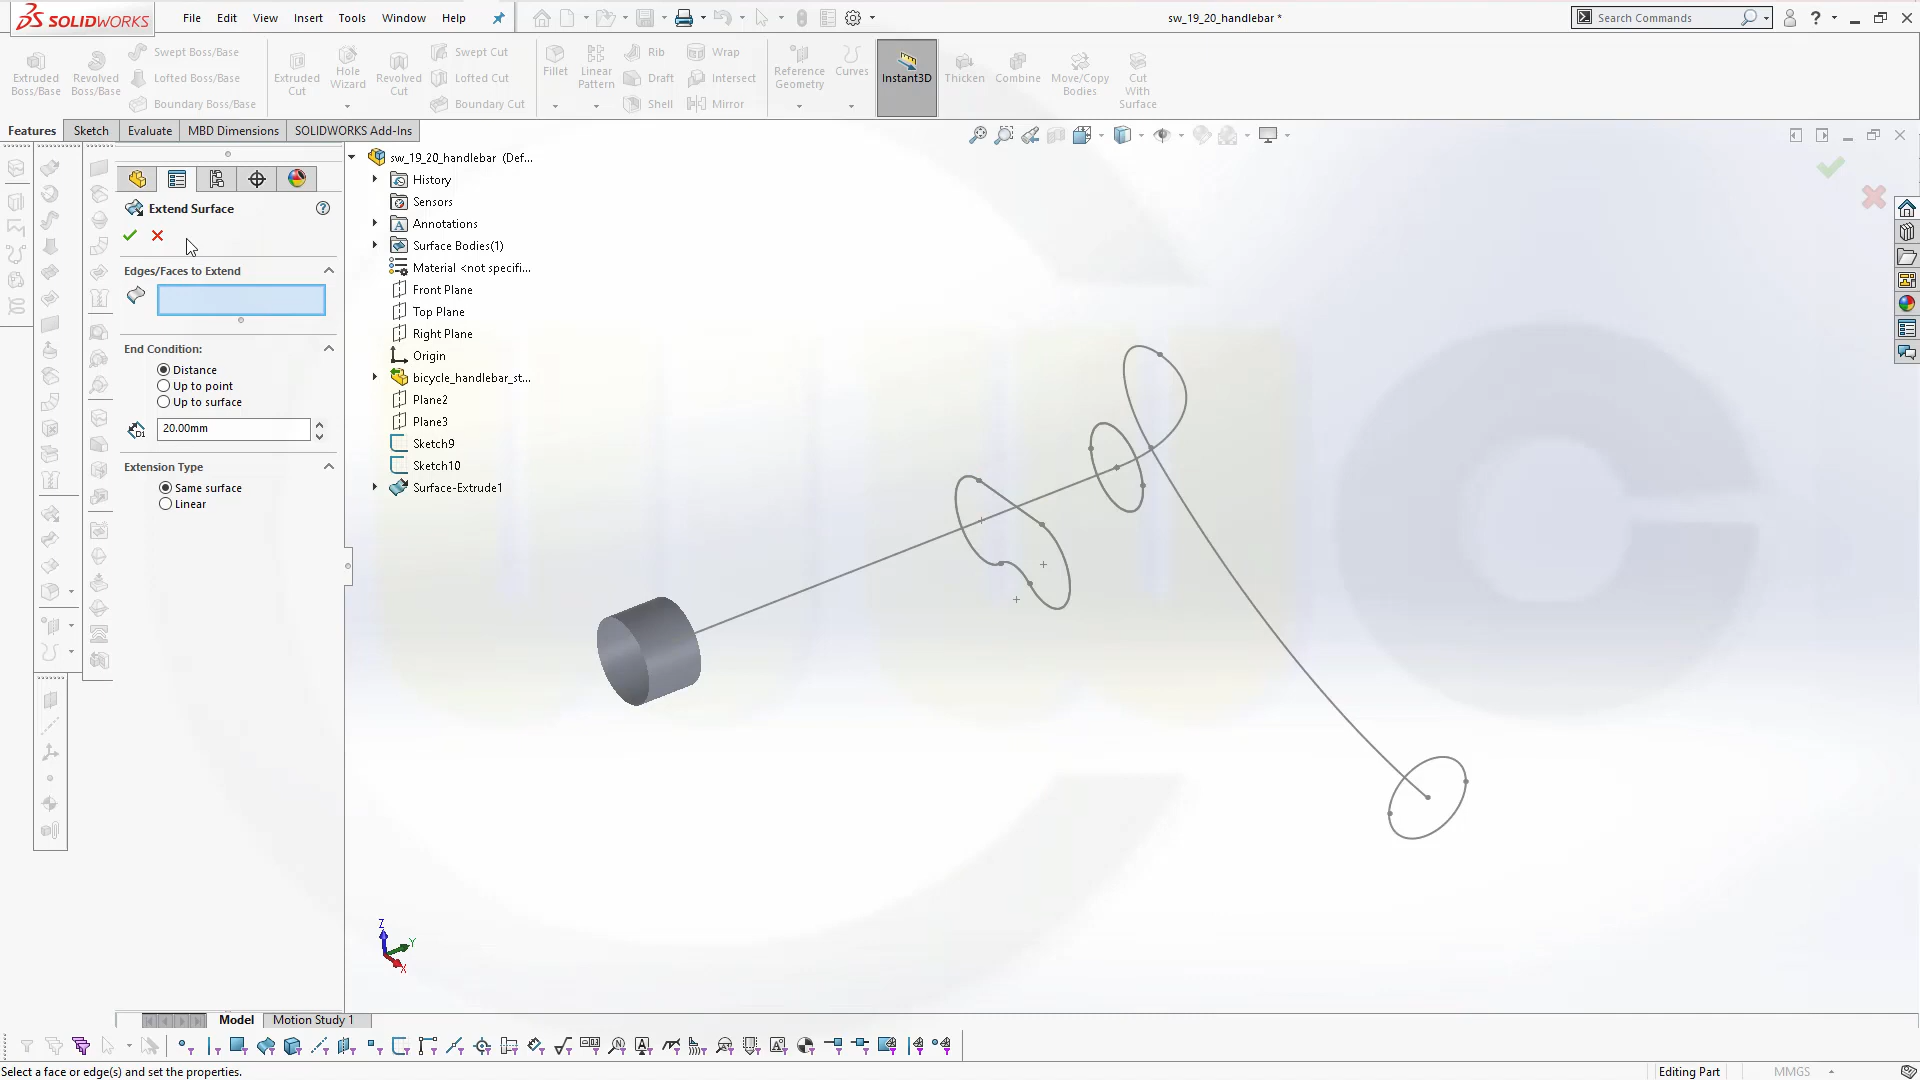 SOLIDWORKS
File Edit View Insert Tools Window Help
sw_19_20_handlebar *
Search Commands
Extruded Boss/Base
Revolved Boss/Base
Swept Boss/Base
Lofted Boss/Base
Boundary Boss/Base
Extruded Cut
Hole Wizard
Revolved Cut
Swept Cut
Lofted Cut
Boundary Cut
Fillet
Linear Pattern
Rib
Draft
Shell
Wrap
Intersect
Mirror
Reference Geometry
Curves
Instant3D
Thicken
Combine
Move/Copy Bodies
Cut With Surface
Features Sketch Evaluate MBD Dimensions SOLIDWORKS Add-Ins
Extend Surface
Edges/Faces to Extend
End Condition:
Distance
Up to point
Up to surface
20.00mm
Extension Type
Same surface
Linear
sw_19_20_handlebar (Def...
History
Sensors
Annotations
Surface Bodies(1)
Material <not specifi...
Front Plane
Top Plane
Right Plane
Origin
bicycle_handlebar_st...
Plane2
Plane3
Sketch9
Sketch10
Surface-Extrude1
Z
Y
X
Model Motion Study 1
Select a face or edge(s) and set the properties.
Editing Part
MMGS